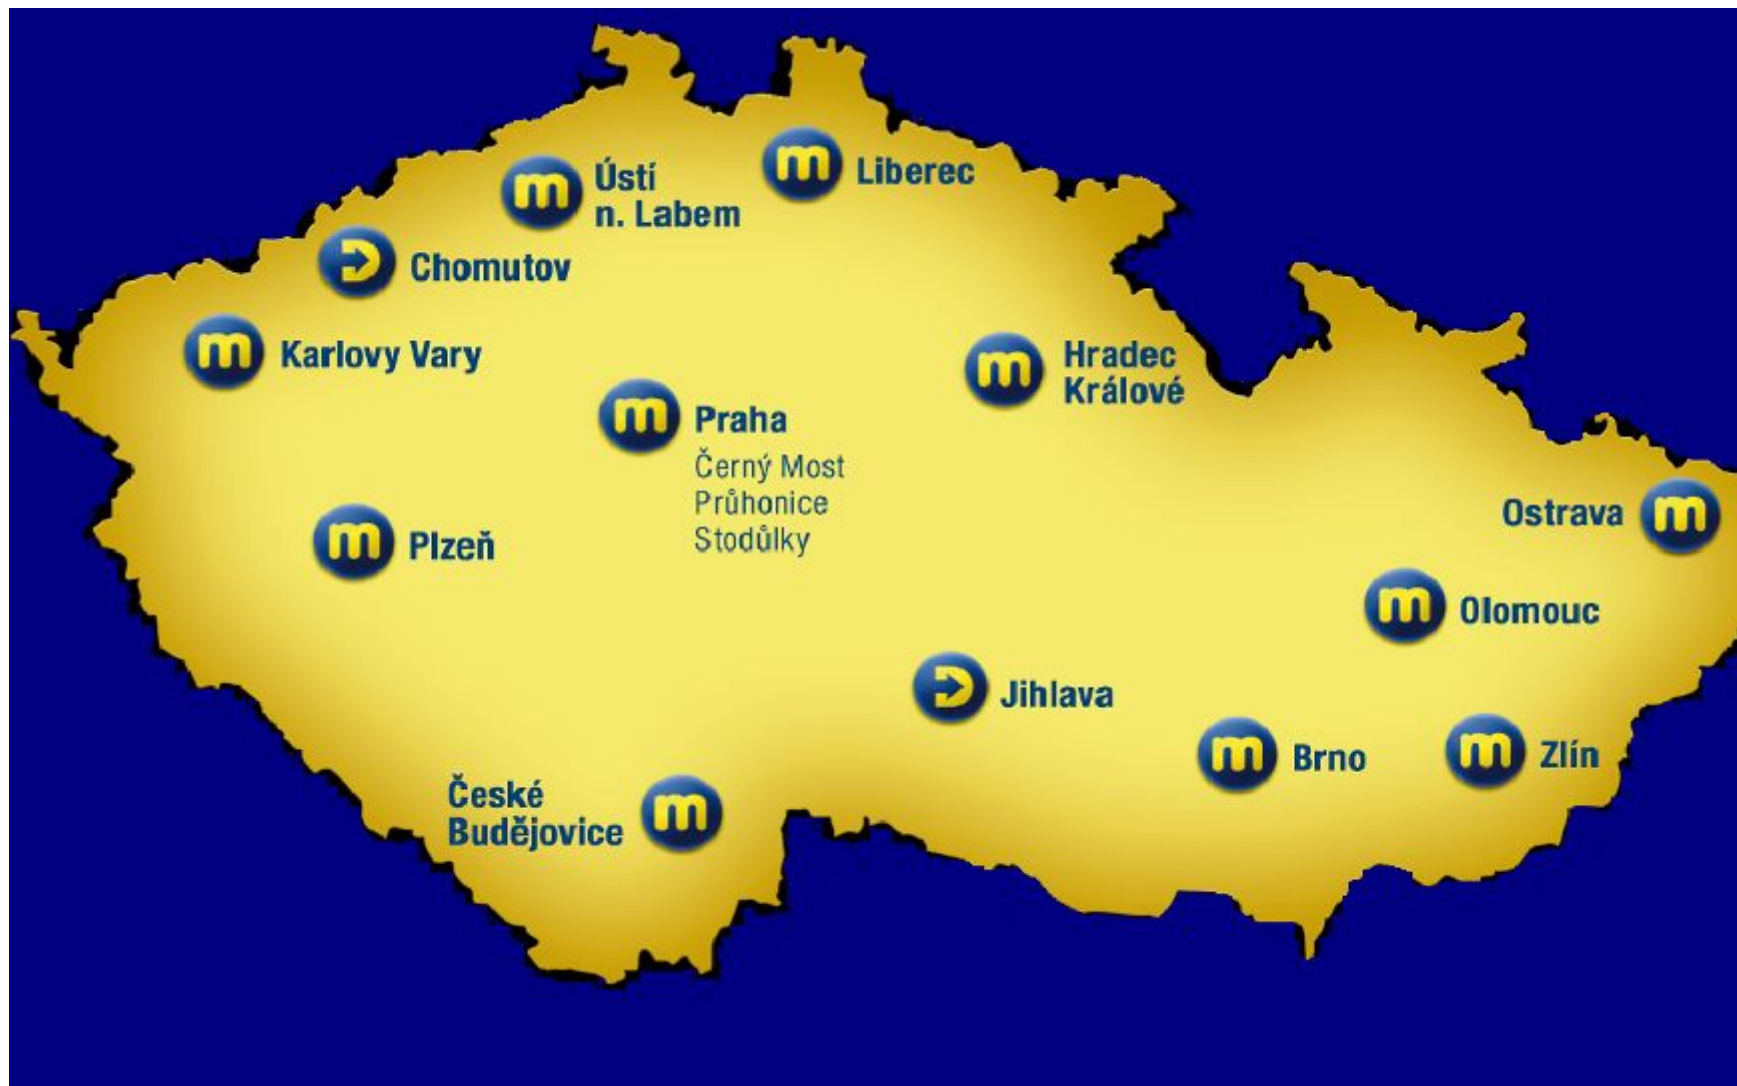 m
Liberec
m
Ústí
n. Labem
Chomutov
m
Karlovy Vary
m
Hradec
Králové
m
Praha
Černý Most
Průhonice
Stodůlky
Ostrava
m
m
Plzeň
m
Olomouc
Jihlava
m
Brno
m
Zlín
České
Budějovice
m